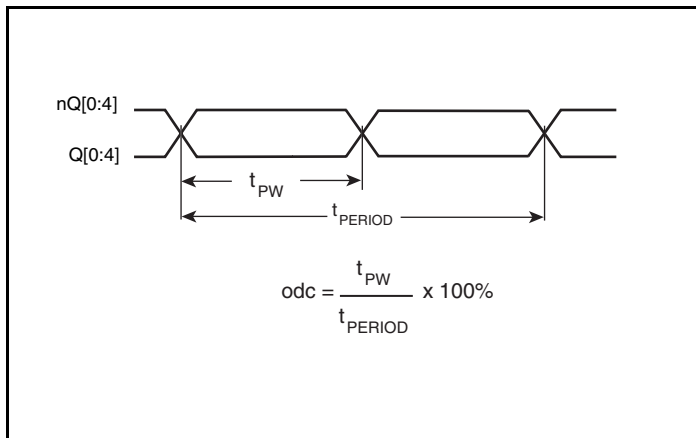 nQ[0:4]
Q[0:4]
tPW
tPERIOD
odc = tPW / tPERIOD x 100%